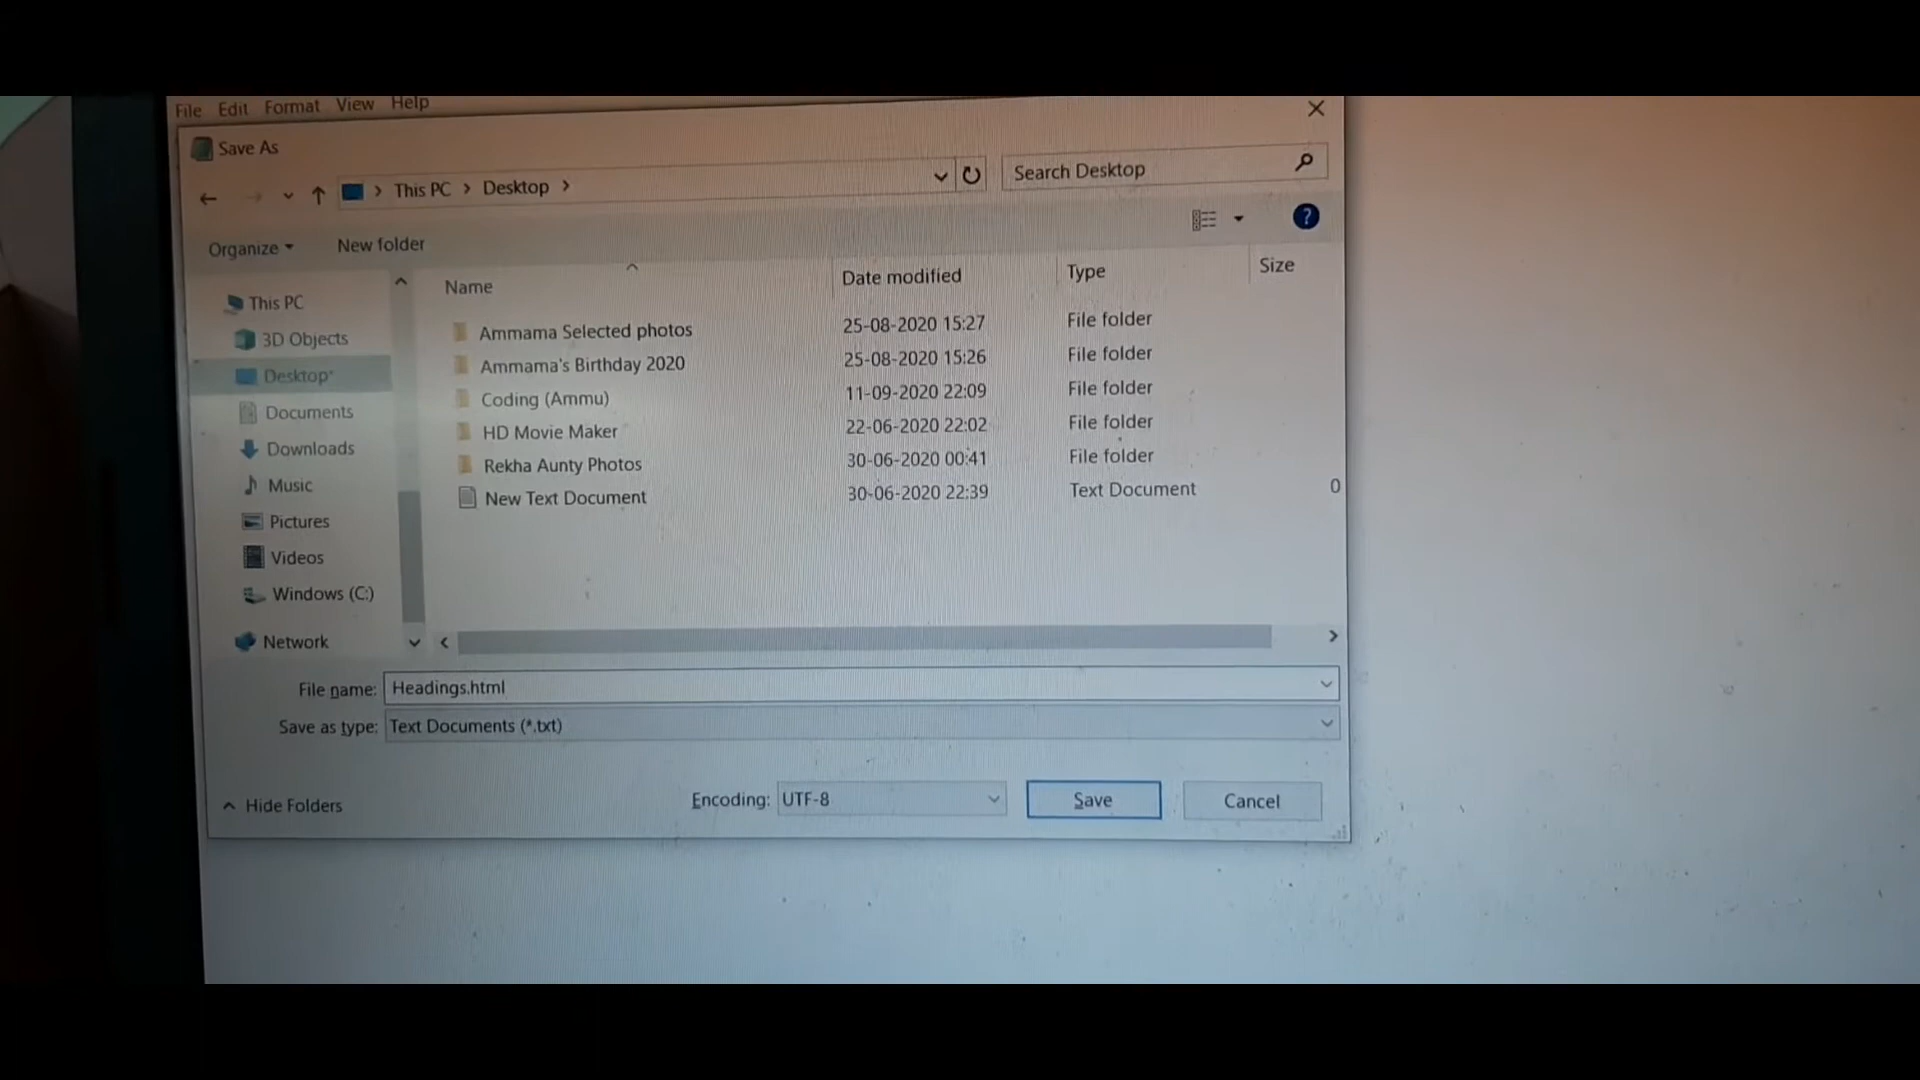 File Edit Format View Help
Save As
This PC > Desktop >
Search Desktop
Organize
New folder
?
Name
Date modified
Type
Size
This PC
3D Objects
Desktop
Documents
Downloads
Music
Pictures
Videos
Windows (C:)
Network
Ammama Selected photos 25-08-2020 15:27 File folder
Ammama's Birthday 2020 25-08-2020 15:26 File folder
Coding (Ammu) 11-09-2020 22:09 File folder
HD Movie Maker 22-06-2020 22:02 File folder
Rekha Aunty Photos 30-06-2020 00:41 File folder
New Text Document 30-06-2020 22:39 Text Document 0
File name: Headings.html
Save as type: Text Documents (*.txt)
Hide Folders
Encoding: UTF-8
Save
Cancel